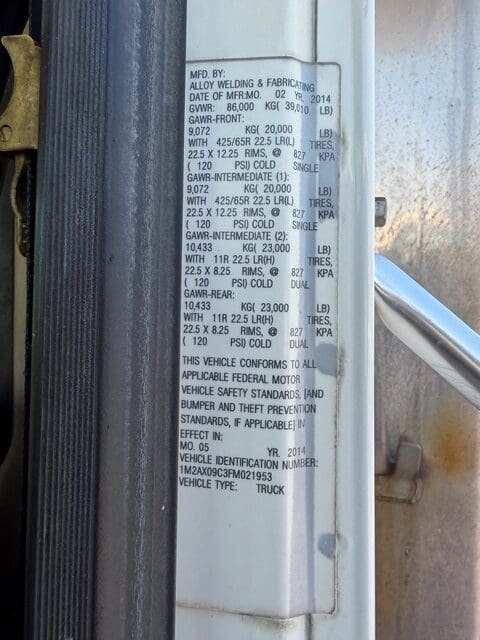 MFD. BY:
ALLOY WELDING & FABRICATING
DATE OF MFR:MO. 02 YR. 2014
GVWR: 86,000 KG( 39,010 LB)
GAWR-FRONT:
9,072 KG( 20,000 LB)
WITH 425/65R 22.5 LR(L) TIRES,
22.5 X 12.25 RIMS, @ 827 KPA
( 120 PSI) COLD SINGLE
GAWR-INTERMEDIATE (1):
9,072 KG( 20,000 LB)
WITH 425/65R 22.5 LR(L) TIRES,
22.5 X 12.25 RIMS, @ 827 KPA
( 120 PSI) COLD SINGLE
GAWR-INTERMEDIATE (2):
10,433 KG( 23,000 LB)
WITH 11R 22.5 LR(H) TIRES,
22.5 X 8.25 RIMS, @ 827 KPA
( 120 PSI) COLD DUAL
GAWR-REAR:
10,433 KG( 23,000 LB)
WITH 11R 22.5 LR(H) TIRES,
22.5 X 8.25 RIMS, @ 827 KPA
( 120 PSI) COLD DUAL
THIS VEHICLE CONFORMS TO ALL
APPLICABLE FEDERAL MOTOR
VEHICLE SAFETY STANDARDS, [AND
BUMPER AND THEFT PREVENTION
STANDARDS, IF APPLICABLE] IN
EFFECT IN:
MO. 05 YR. 2014
VEHICLE IDENTIFICATION NUMBER:
1M2AX09C3FM021953
VEHICLE TYPE: TRUCK